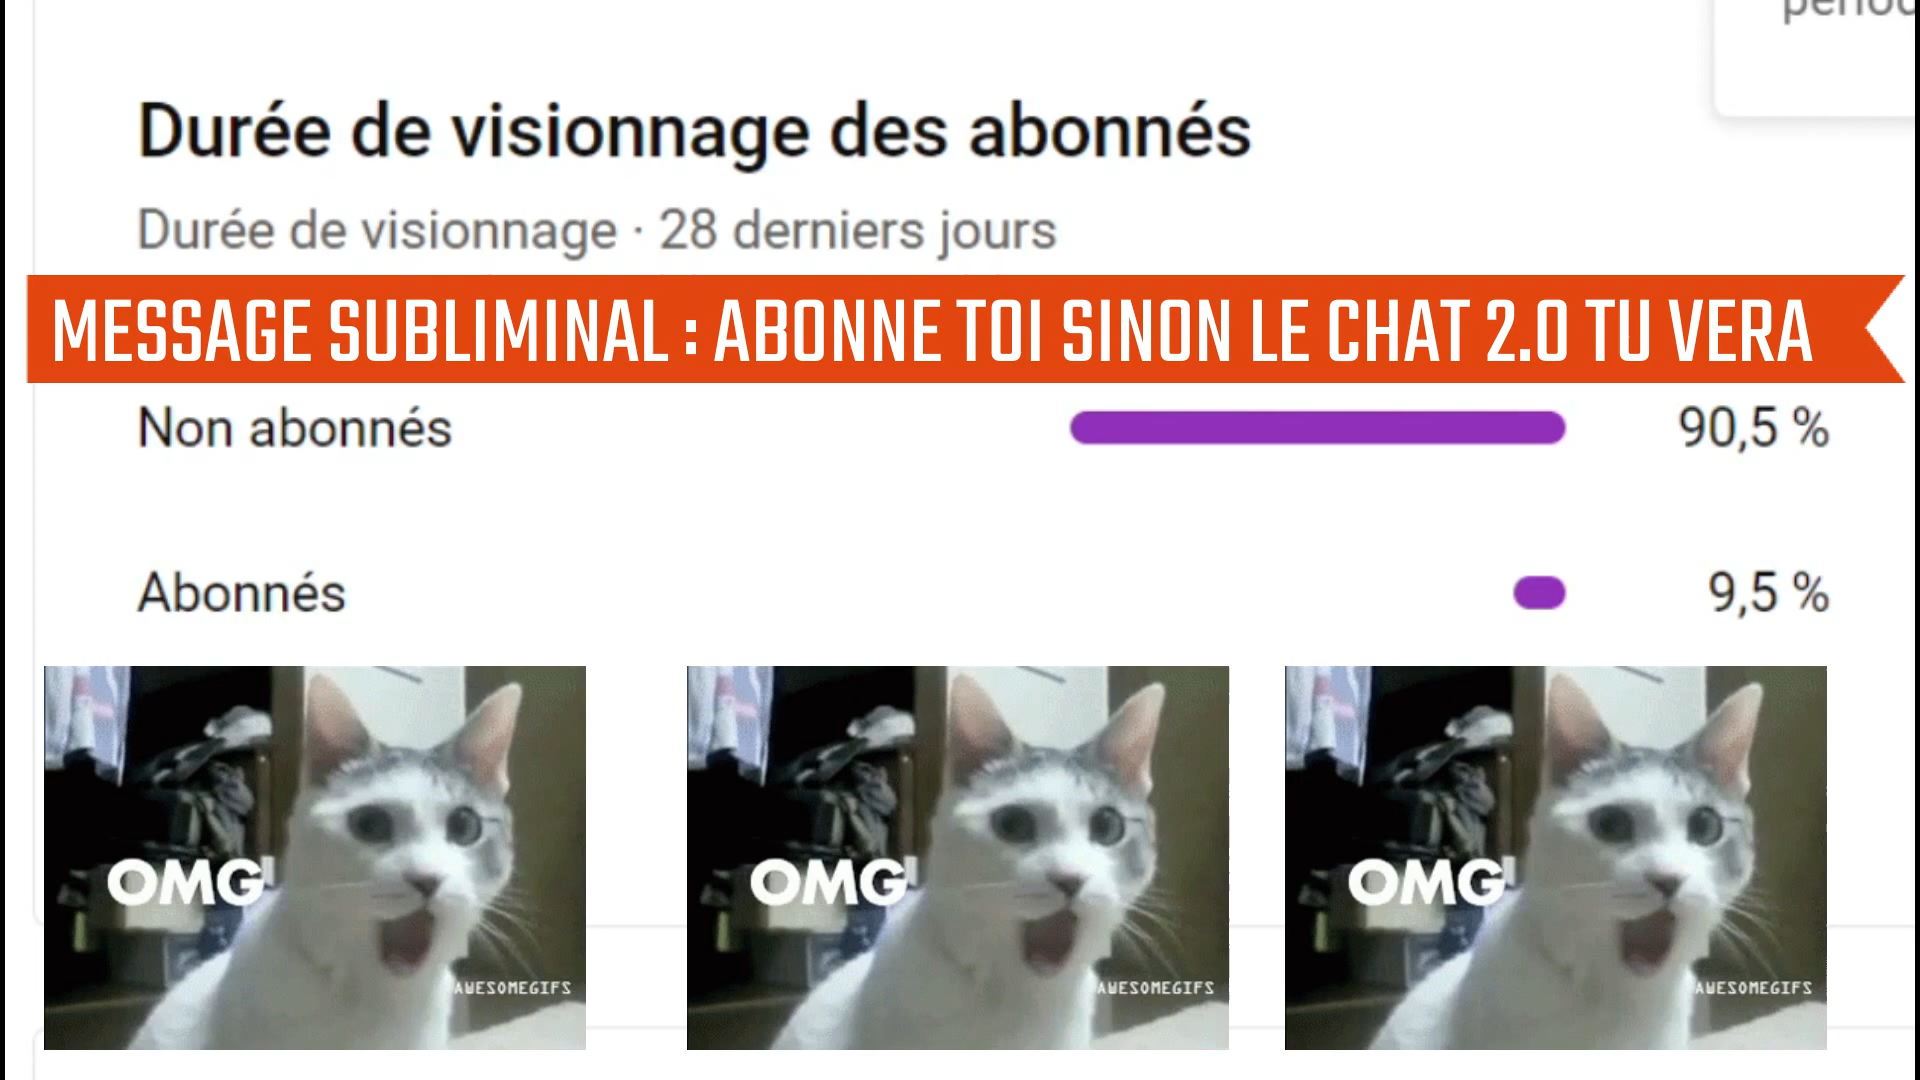 Durée de visionnage des abonnés
Durée de visionnage · 28 derniers jours
MESSAGE SUBLIMINAL : ABONNE TOI SINON LE CHAT 2.0 TU VERA
Non abonnés 90,5 %
Abonnés 9,5 %
OMG OMG OMG
AWESOMEGIFS AWESOMEGIFS AWESOMEGIFS